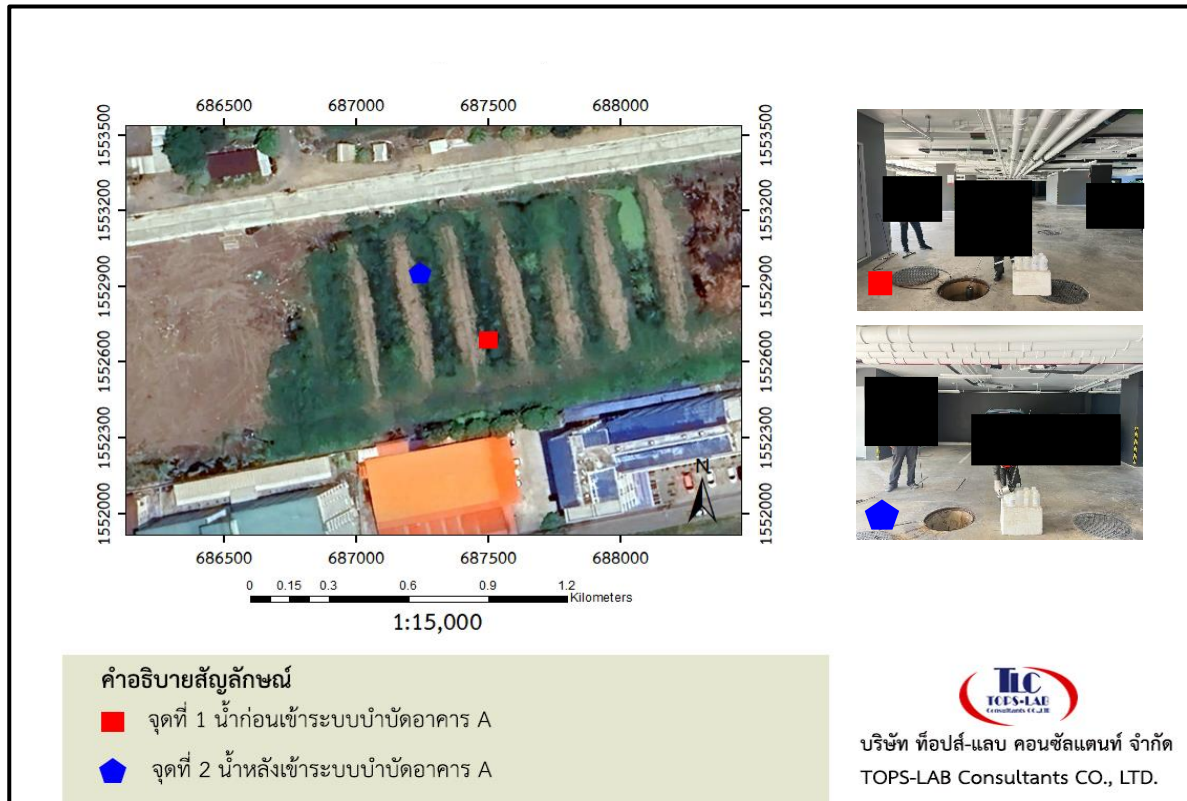 686500 687000 687500 688000
1553500 1553500
1553200 1553200
1552900 1552900
1552600 1552600
1552300 1552300
1552000 1552000
N
686500 687000 687500 688000
0 0.15 0.3 0.6 0.9 1.2
Kilometers
1:15,000
คำอธิบายสัญลักษณ์
จุดที่ 1 น้ำก่อนเข้าระบบบำบัดอาคาร A
จุดที่ 2 น้ำหลังเข้าระบบบำบัดอาคาร A
TLC
TOPS-LAB
Consultants CO.,LTD
บริษัท ท็อปส์-แลบ คอนซัลแตนท์ จำกัด
TOPS-LAB Consultants CO., LTD.